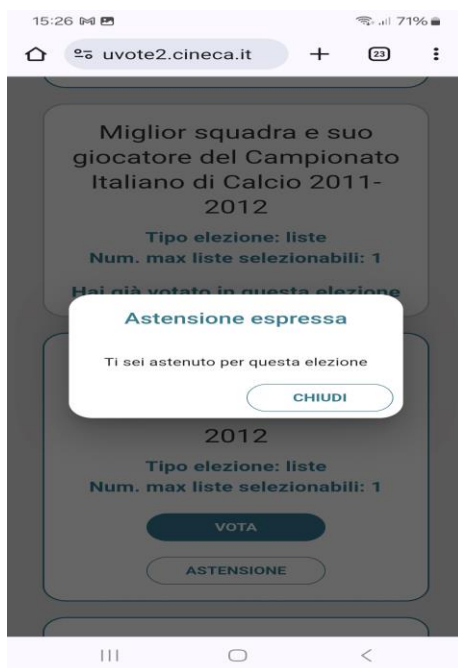 15:26 71%
uvote2.cineca.it 23
Miglior squadra e suo
giocatore del Campionato
Italiano di Calcio 2011-
2012
Tipo elezione: liste
Num. max liste selezionabili: 1
Hai già votato in questa elezione
Astensione espressa
Ti sei astenuto per questa elezione
CHIUDI
2012
Tipo elezione: liste
Num. max liste selezionabili: 1
VOTA
ASTENSIONE